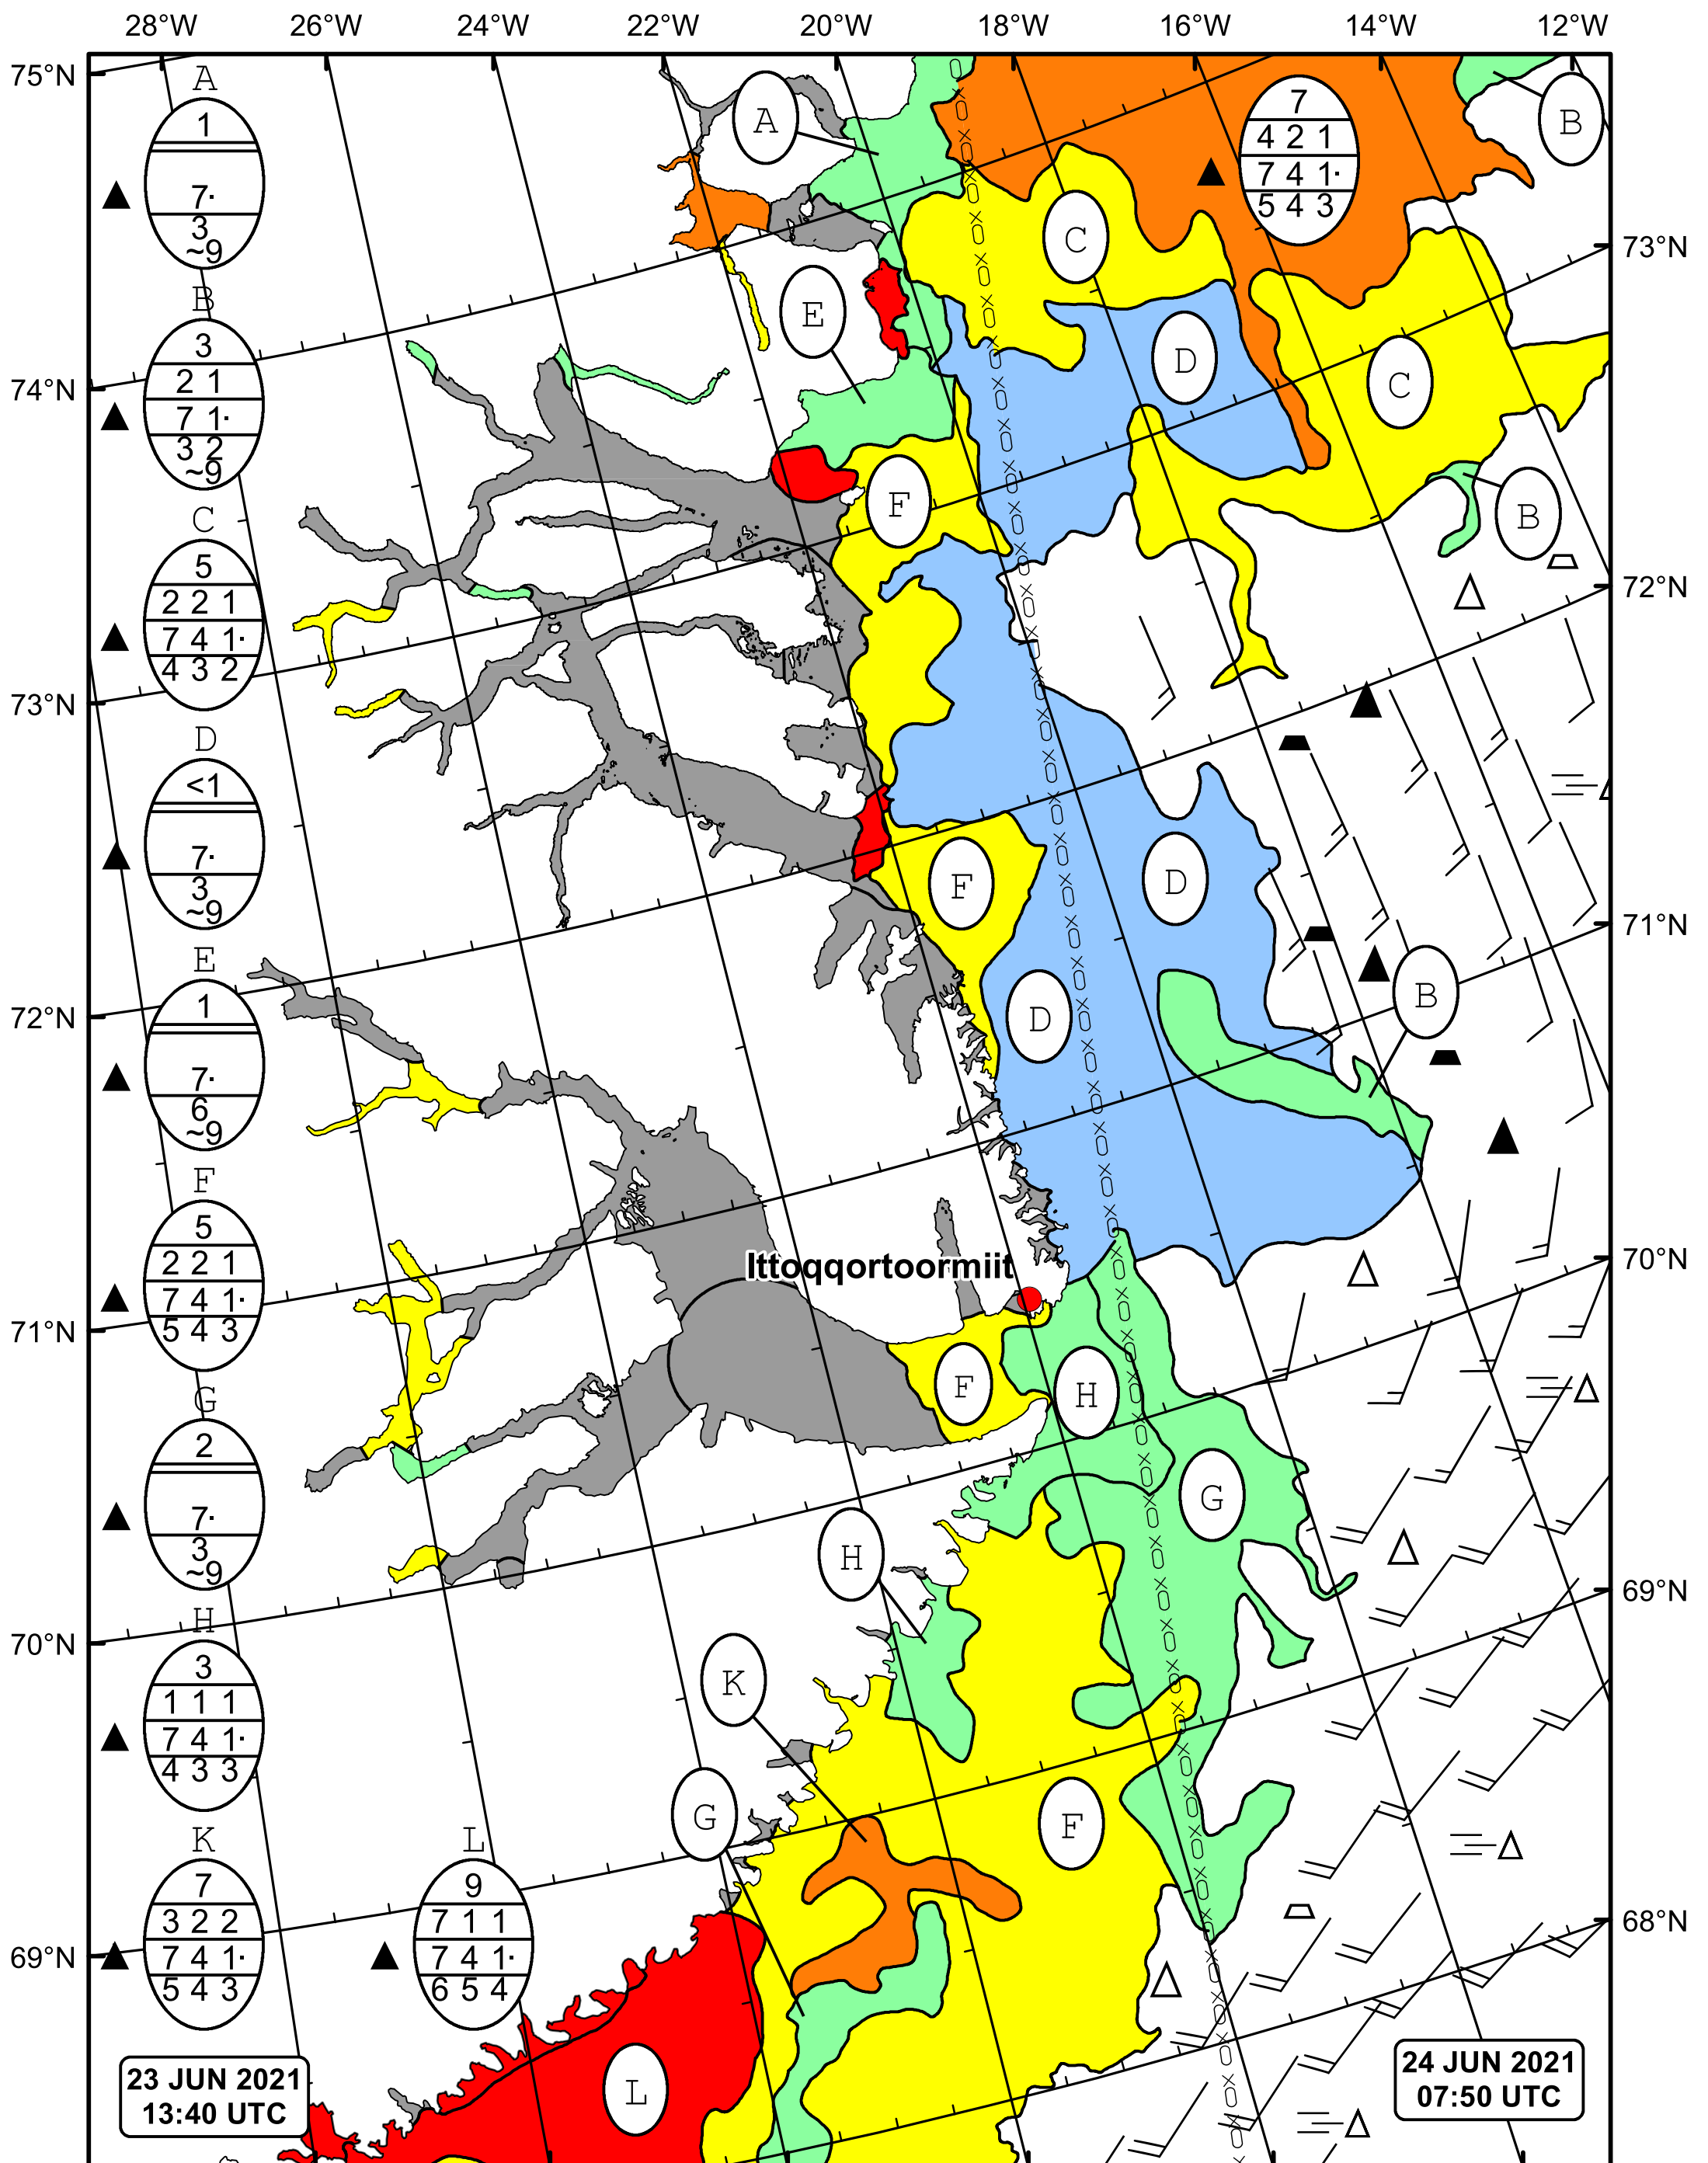 28°W 26°W 24°W 22°W 20°W 18°W 16°W 14°W 12°W
75°N
A
1
7·
3
~9
A
7
4 2 1
7 4 1·
5 4 3
B
C
73°N
B
3
2 1
7 1·
3 2
~9
E
D
C
74°N
F
B
C
5
2 2 1
7 4 1·
4 3 2
72°N
73°N
D
<1
7·
3
~9
F
D
71°N
E
1
7·
6
~9
D
B
72°N
F
5
2 2 1
7 4 1·
5 4 3
Ittoqqortoormiit
70°N
71°N
F
H
G
2
7·
3
~9
G
H
69°N
70°N
H
3
1 1 1
7 4 1·
4 3 3
K
G
F
K
7
3 2 2
7 4 1·
5 4 3
L
9
7 1 1
7 4 1·
6 5 4
68°N
69°N
L
23 JUN 2021
13:40 UTC
24 JUN 2021
07:50 UTC